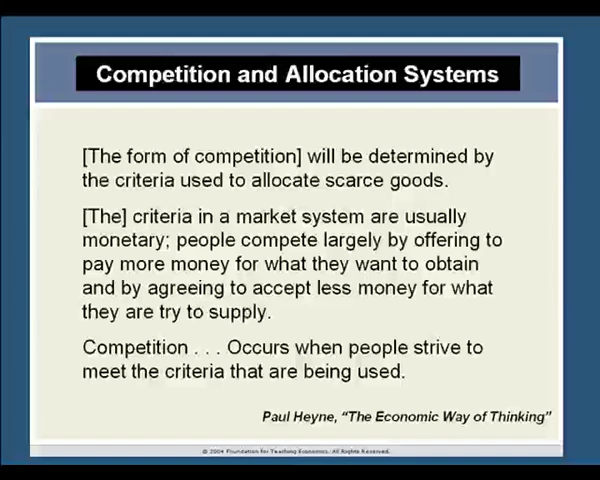 Competition and Allocation Systems
[The form of competition] will be determined by
the criteria used to allocate scarce goods.
[The] criteria in a market system are usually
monetary; people compete largely by offering to
pay more money for what they want to obtain
and by agreeing to accept less money for what
they are try to supply.
Competition . . . Occurs when people strive to
meet the criteria that are being used.
Paul Heyne, “The Economic Way of Thinking”
© 2004 Foundation for Teaching Economics. All Rights Reserved.